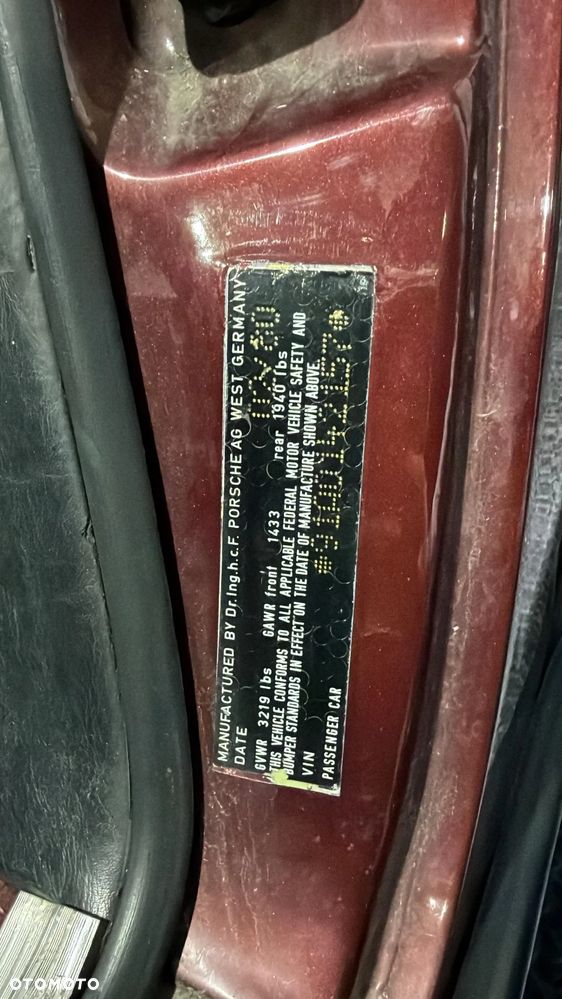 MANUFACTURED BY Dr.Ing.h.c.F. PORSCHE AG WEST GERMANY
DATE
GVWR 3219 lbs GAWR front 1433 rear 1940 lbs
THIS VEHICLE CONFORMS TO ALL APPLICABLE FEDERAL MOTOR VEHICLE SAFETY AND
BUMPER STANDARDS IN EFFECT ON THE DATE OF MANUFACTURE SHOWN ABOVE.
VIN
PASSENGER CAR
OTOMOTO